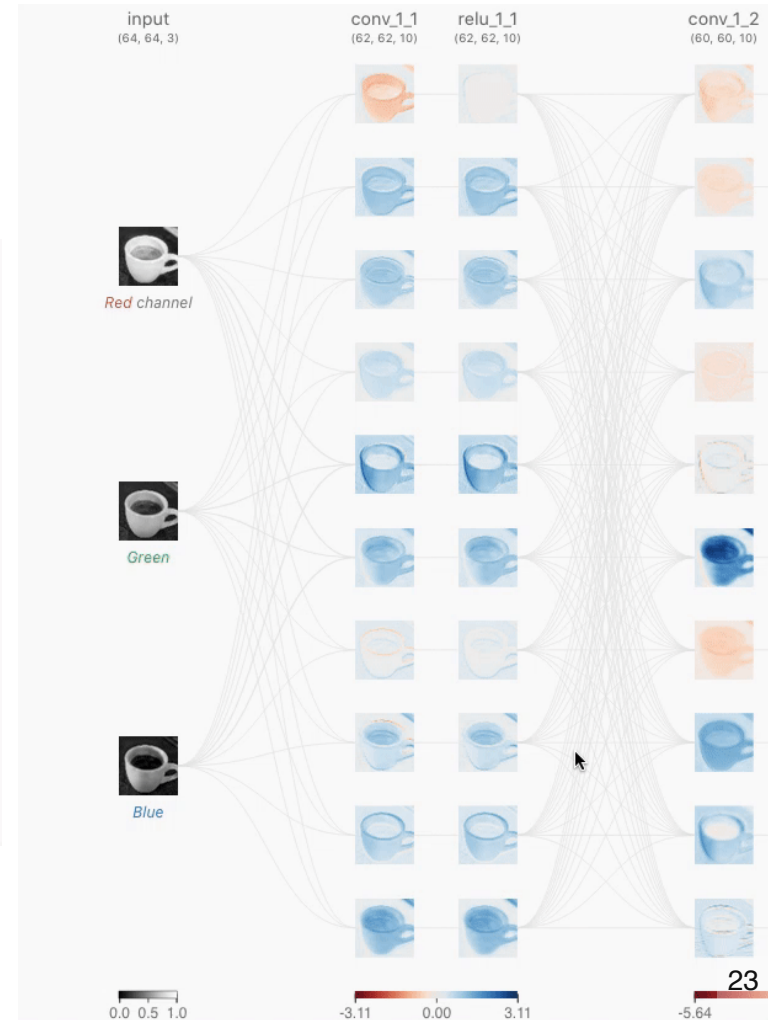 input
(64, 64, 3)
conv_1_1
(62, 62, 10)
relu_1_1
(62, 62, 10)
conv_1_2
(60, 60, 10)
Red channel
Green
Blue
0.0 0.5 1.0
-3.11 0.00 3.11
-5.64
23